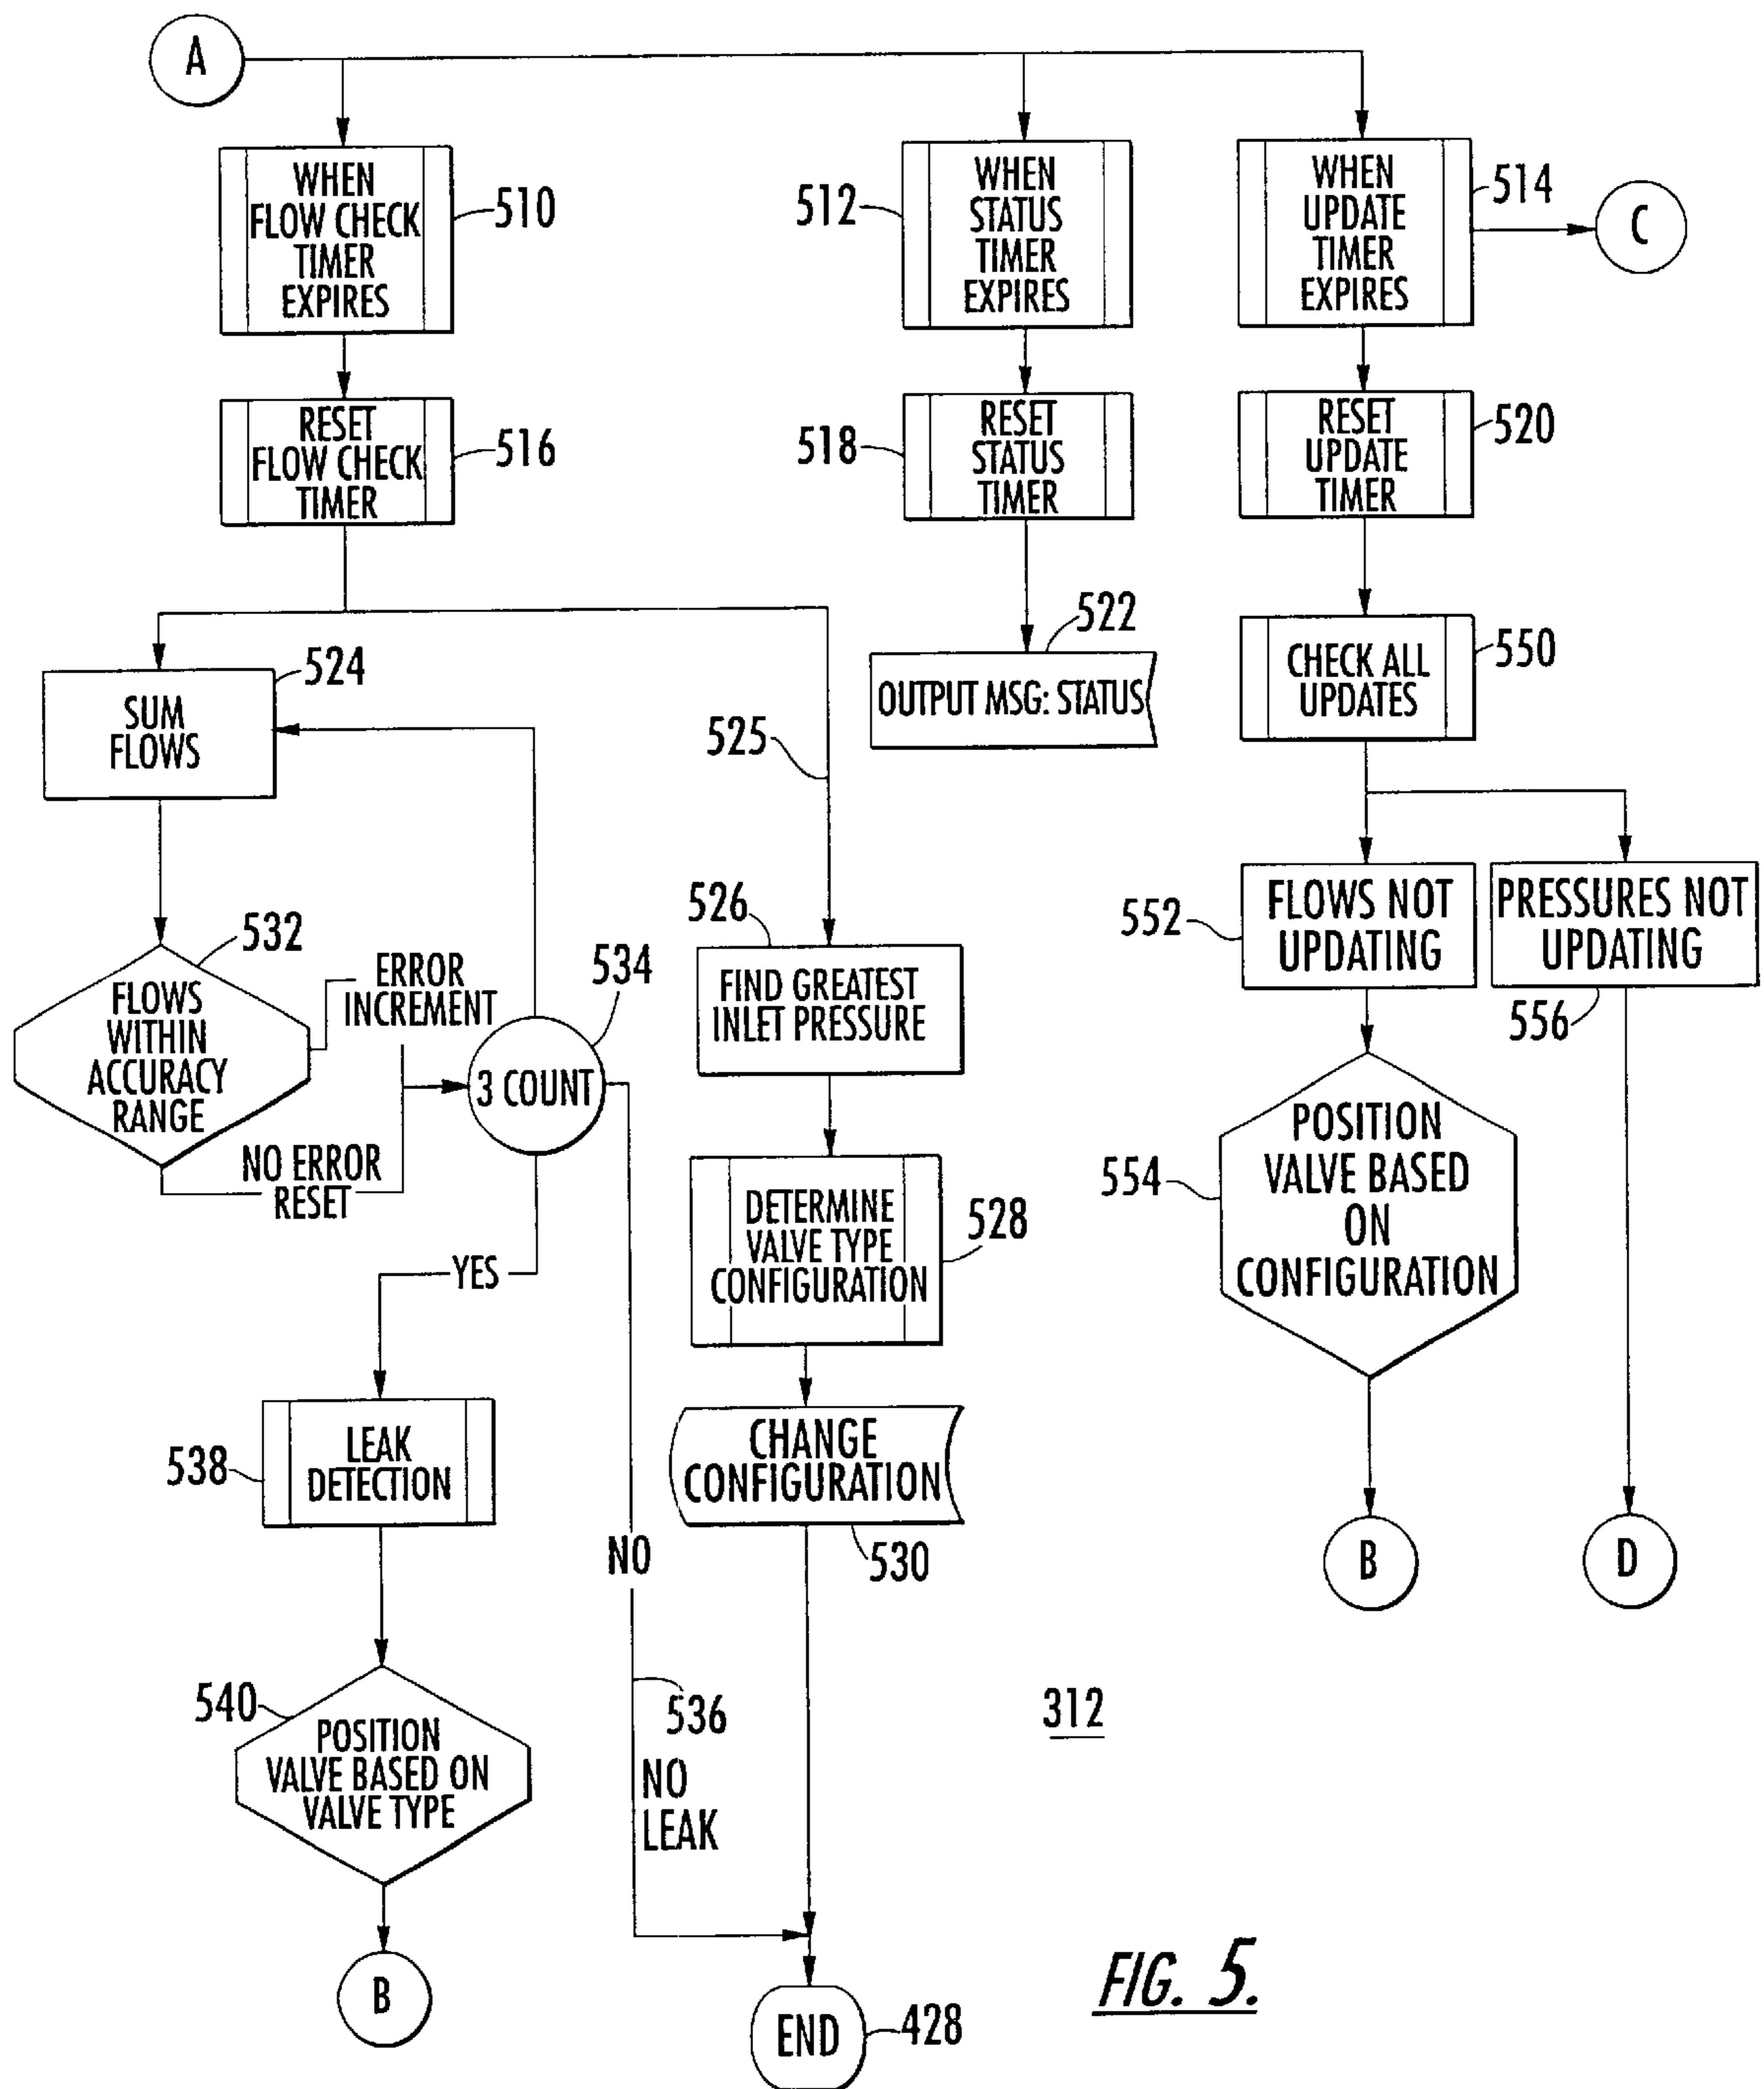 A
WHEN
FLOW CHECK
TIMER
EXPIRES
510
512
WHEN
STATUS
TIMER
EXPIRES
WHEN
UPDATE
TIMER
EXPIRES
514
C
RESET
FLOW CHECK
TIMER
516
518
RESET
STATUS
TIMER
RESET
UPDATE
TIMER
520
524
SUM
FLOWS
525
522
OUTPUT MSG: STATUS
CHECK ALL
UPDATES
550
532
FLOWS
WITHIN
ACCURACY
RANGE
ERROR
INCREMENT
NO ERROR
RESET
534
3 COUNT
526
FIND GREATEST
INLET PRESSURE
552
FLOWS NOT
UPDATING
PRESSURES NOT
UPDATING
556
DETERMINE
VALVE TYPE
CONFIGURATION
528
554
POSITION
VALVE BASED
ON
CONFIGURATION
YES
538
LEAK
DETECTION
CHANGE
CONFIGURATION
530
NO
B
D
540
POSITION
VALVE BASED ON
VALVE TYPE
536
NO
LEAK
312
B
END
428
FIG. 5.